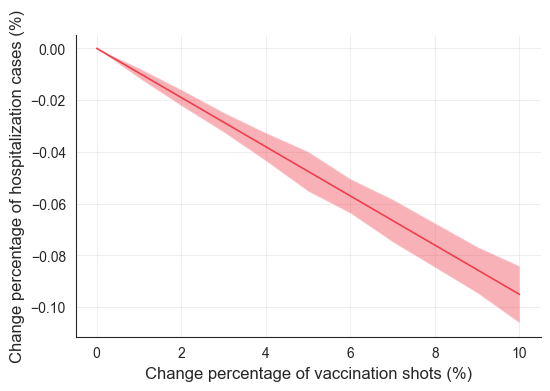 Change percentage of hospitalization cases (%)
0.00
−0.02
−0.04
−0.06
−0.08
−0.10
0 2 4 6 8 10
Change percentage of vaccination shots (%)